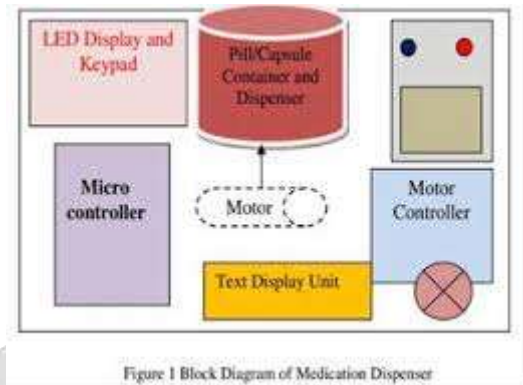 LED Display and
Keypad
Pill/Capsule
Container and
Dispenser
Micro
controller
Motor
Motor
Controller
Text Display Unit
Figure 1 Block Diagram of Medication Dispenser